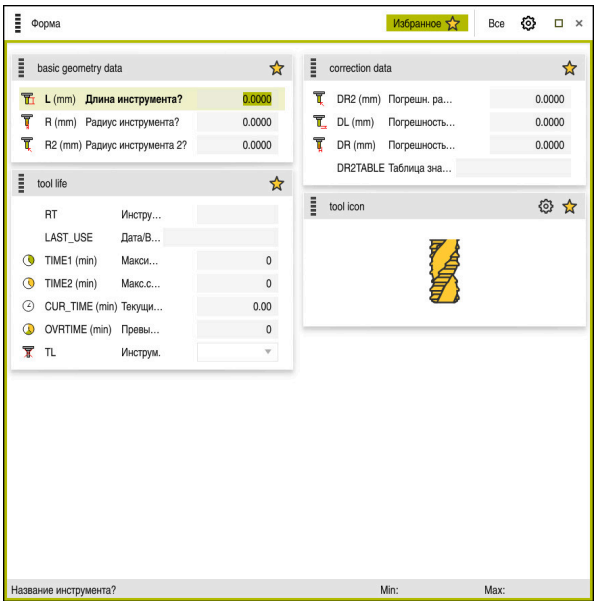 Форма
Избранное
Все
basic geometry data
L (mm) Длина инструмента? 0.0000
R (mm) Радиус инструмента? 0.0000
R2 (mm) Радиус инструмента 2? 0.0000
tool life
RT Инстру...
LAST_USE Дата/В...
TIME1 (min) Макси... 0
TIME2 (min) Макс.с... 0
CUR_TIME (min) Текущи... 0.00
OVRTIME (min) Превы... 0
TL Инструм.
correction data
DR2 (mm) Погрешн. ра... 0.0000
DL (mm) Погрешность... 0.0000
DR (mm) Погрешность... 0.0000
DR2TABLE Таблица зна...
tool icon
Название инструмента? Min: Max: